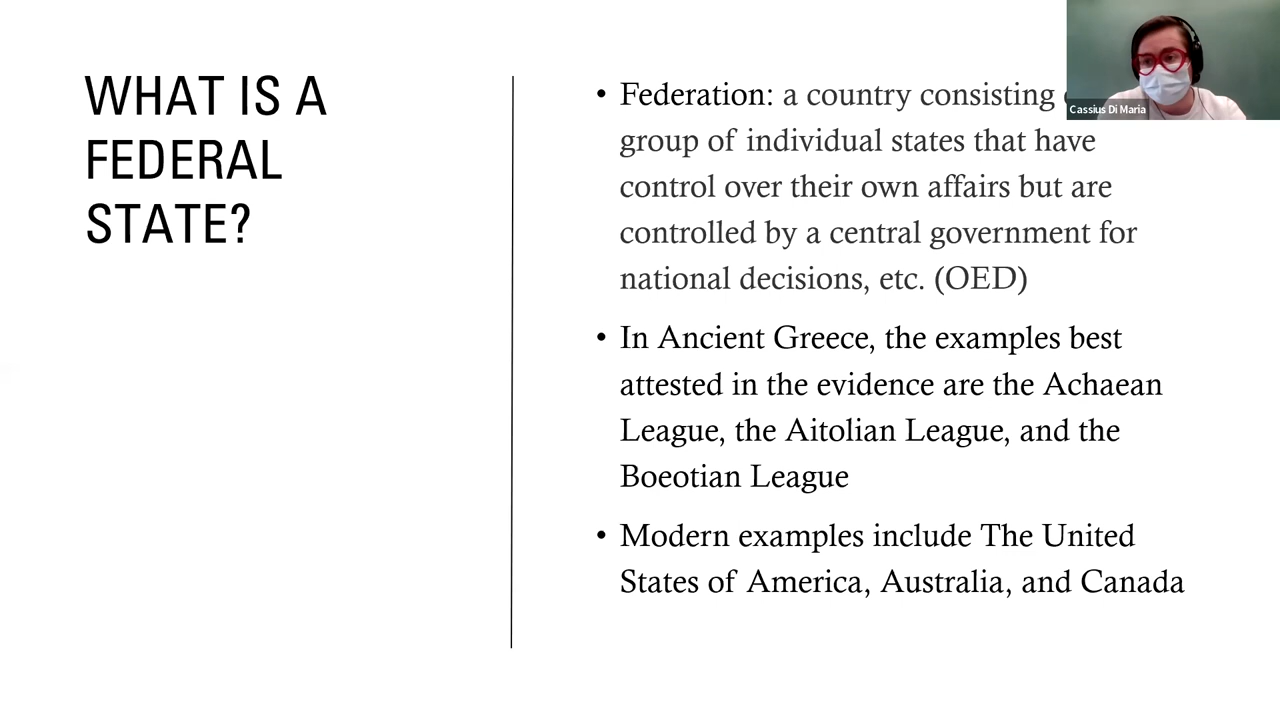 WHAT IS A
FEDERAL
STATE?
• Federation: a country consisting
group of individual states that have
control over their own affairs but are
controlled by a central government for
national decisions, etc. (OED)
• In Ancient Greece, the examples best
attested in the evidence are the Achaean
League, the Aitolian League, and the
Boeotian League
• Modern examples include The United
States of America, Australia, and Canada
Cassius Di Maria